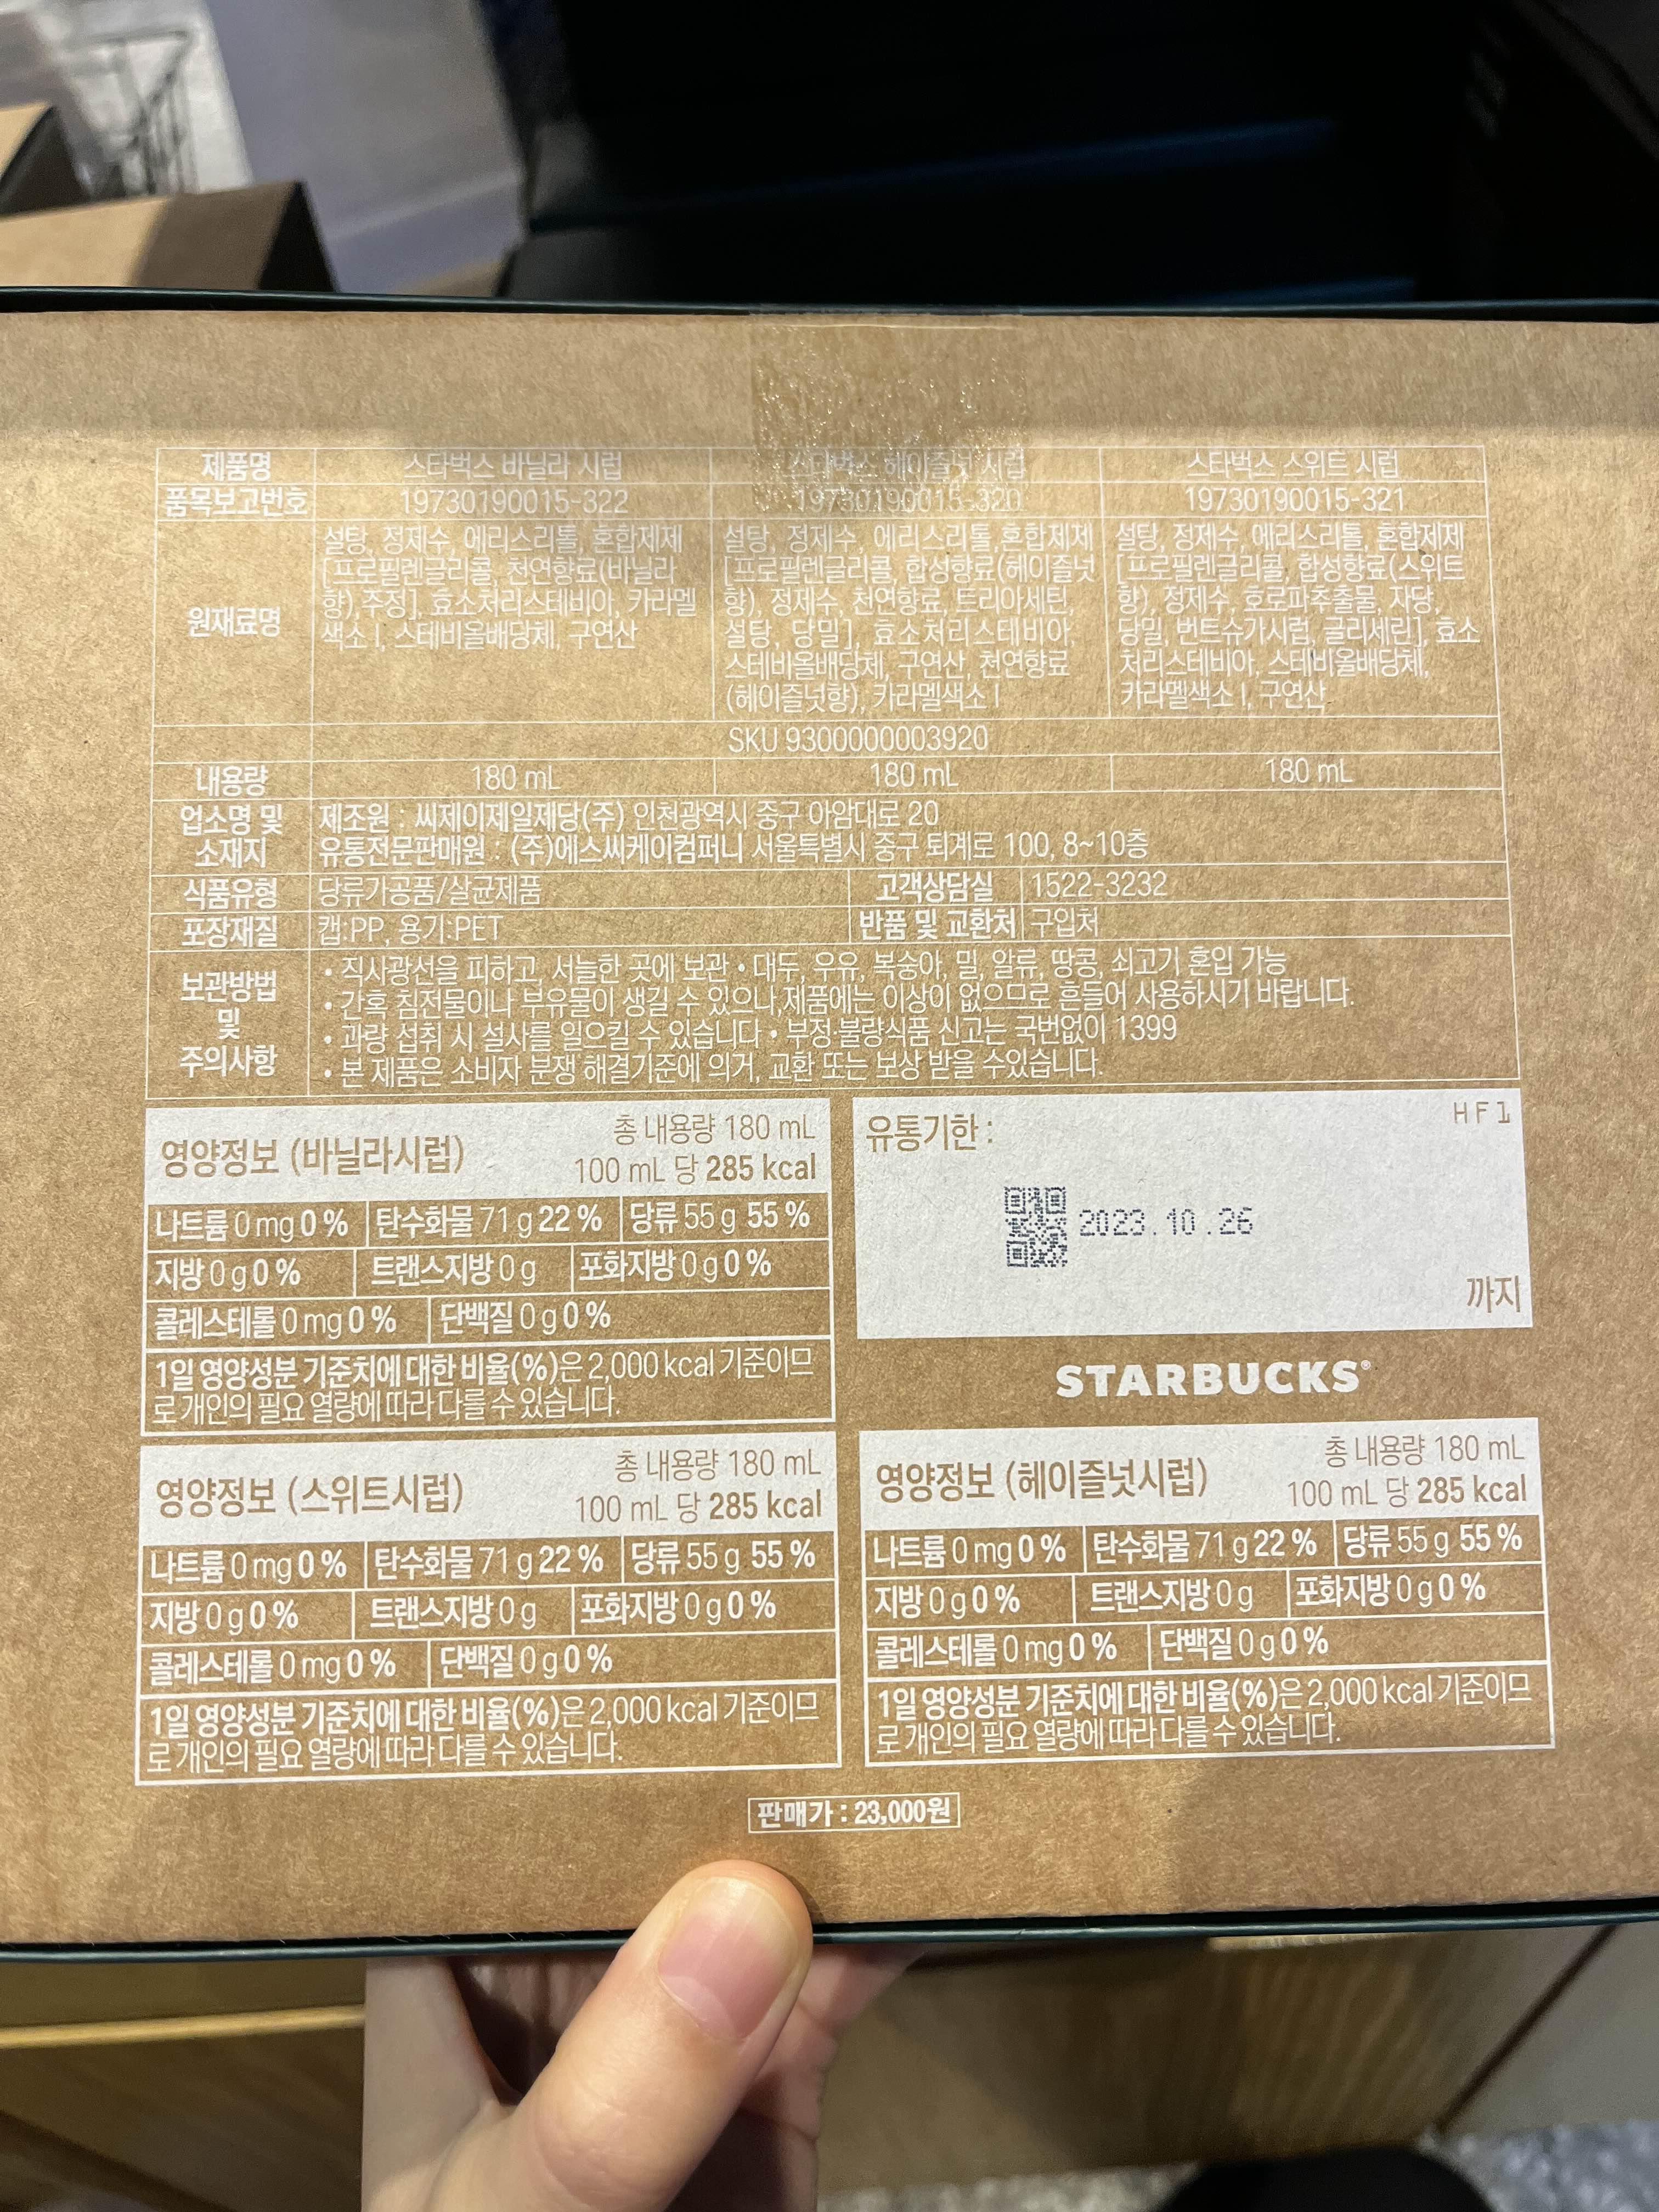 제품명 스타벅스 바닐라 시럽 스타벅스 헤이즐넛 시럽 스타벅스 스위트 시럽
품목보고번호 19730190015-322 19730190015-320 19730190015-321
원재료명
설탕, 정제수, 에리스리톨, 혼합제제
[프로필렌글리콜, 천연향료(바닐라
향),주정], 효소처리스테비아, 카라멜
색소 I, 스테비올배당체, 구연산
설탕, 정제수, 에리스리톨, 혼합제제
[프로필렌글리콜, 합성향료(헤이즐넛
향), 정제수, 천연향료, 트리아세틴,
설탕, 당밀], 효소처리스테비아,
스테비올배당체, 구연산, 천연향료
(헤이즐넛향), 카라멜색소 I
설탕, 정제수, 에리스리톨, 혼합제제
[프로필렌글리콜, 합성향료(스위트
향), 정제수, 호로파추출물, 자당,
당밀, 번트슈가시럽, 글리세린], 효소
처리스테비아, 스테비올배당체,
카라멜색소 I, 구연산
SKU 9300000003920
내용량 180 mL 180 mL 180 mL
업소명 및
소재지
제조원 : 씨제이제일제당(주) 인천광역시 중구 아암대로 20
유통전문판매원 : (주)에스씨케이컴퍼니 서울특별시 중구 퇴계로 100, 8~10층
식품유형 당류가공품/살균제품 고객상담실 1522-3232
포장재질 캡:PP, 용기:PET 반품 및 교환처 구입처
보관방법
및
주의사항
• 직사광선을 피하고, 서늘한 곳에 보관 • 대두, 우유, 복숭아, 밀, 알류, 땅콩, 쇠고기 혼입 가능
• 간혹 침전물이나 부유물이 생길 수 있으나,제품에는 이상이 없으므로 흔들어 사용하시기 바랍니다.
• 과량 섭취 시 설사를 일으킬 수 있습니다 • 부정·불량식품 신고는 국번없이 1399
• 본 제품은 소비자 분쟁 해결기준에 의거, 교환 또는 보상 받을 수있습니다.
영양정보 (바닐라시럽)
총 내용량 180 mL
100 mL 당 285 kcal
나트륨 0 mg 0 % 탄수화물 71 g 22 % 당류 55 g 55 %
지방 0 g 0 % 트랜스지방 0 g 포화지방 0 g 0 %
콜레스테롤 0 mg 0 % 단백질 0 g 0 %
1일 영양성분 기준치에 대한 비율(%)은 2,000 kcal 기준이므
로 개인의 필요 열량에 따라 다를 수 있습니다.
유통기한 :
HF1
2023.10.26
까지
STARBUCKS®
영양정보 (스위트시럽)
총 내용량 180 mL
100 mL 당 285 kcal
나트륨 0 mg 0 % 탄수화물 71 g 22 % 당류 55 g 55 %
지방 0 g 0 % 트랜스지방 0 g 포화지방 0 g 0 %
콜레스테롤 0 mg 0 % 단백질 0 g 0 %
1일 영양성분 기준치에 대한 비율(%)은 2,000 kcal 기준이므
로 개인의 필요 열량에 따라 다를 수 있습니다.
영양정보 (헤이즐넛시럽)
총 내용량 180 mL
100 mL 당 285 kcal
나트륨 0 mg 0 % 탄수화물 71 g 22 % 당류 55 g 55 %
지방 0 g 0 % 트랜스지방 0 g 포화지방 0 g 0 %
콜레스테롤 0 mg 0 % 단백질 0 g 0 %
1일 영양성분 기준치에 대한 비율(%)은 2,000 kcal 기준이므
로 개인의 필요 열량에 따라 다를 수 있습니다.
판매가 : 23,000원